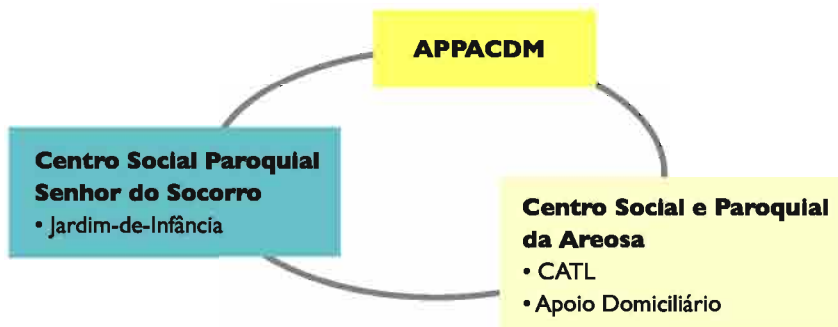 APPACDM
Centro Social Paroquial
Senhor do Socorro
• Jardim-de-Infância
Centro Social e Paroquial
da Areosa
• CATL
• Apoio Domiciliário